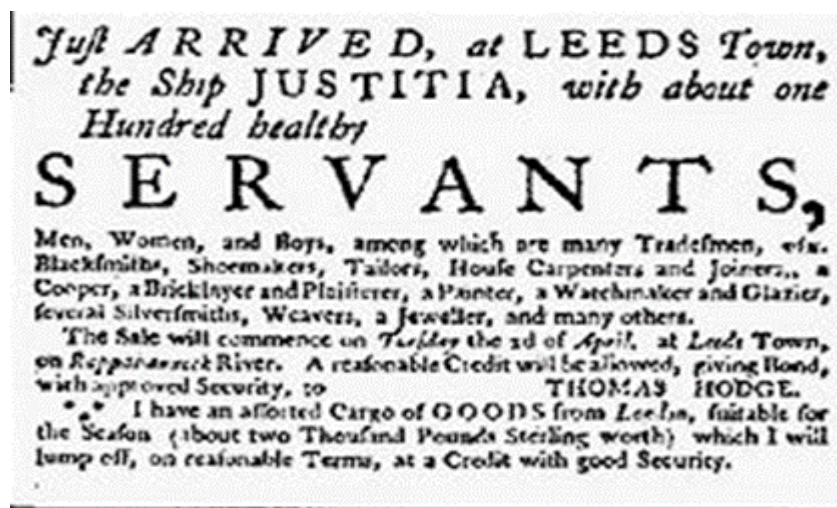 Juſt ARRIVED, at LEEDS Town,
the Ship JUSTITIA, with about one
Hundred healthy
SERVANTS,
Men, Women, and Boys, among which are many Tradeſmen, viz.
Blackſmiths, Shoemakers, Tailors, Houſe Carpenters and Joiners, a
Cooper, a Bricklayer and Plaiſterer, a Painter, a Watchmaker and Glazier,
ſeveral Silverſmiths, Weavers, a Jeweller, and many others.
The Sale will commence on Tueſday the 2d of April, at Leeds Town,
on Rappahannock River. A reaſonable Credit will be allowed, giving Bond,
with approved Security, to THOMAS HODGE.
*⁎* I have an aſſorted Cargo of GOODS from ſuitable for
the Seaſon (about two Thouſand Pounds Sterling worth) which I will
lump off, on reaſonable Terms, at a Credit with good Security.